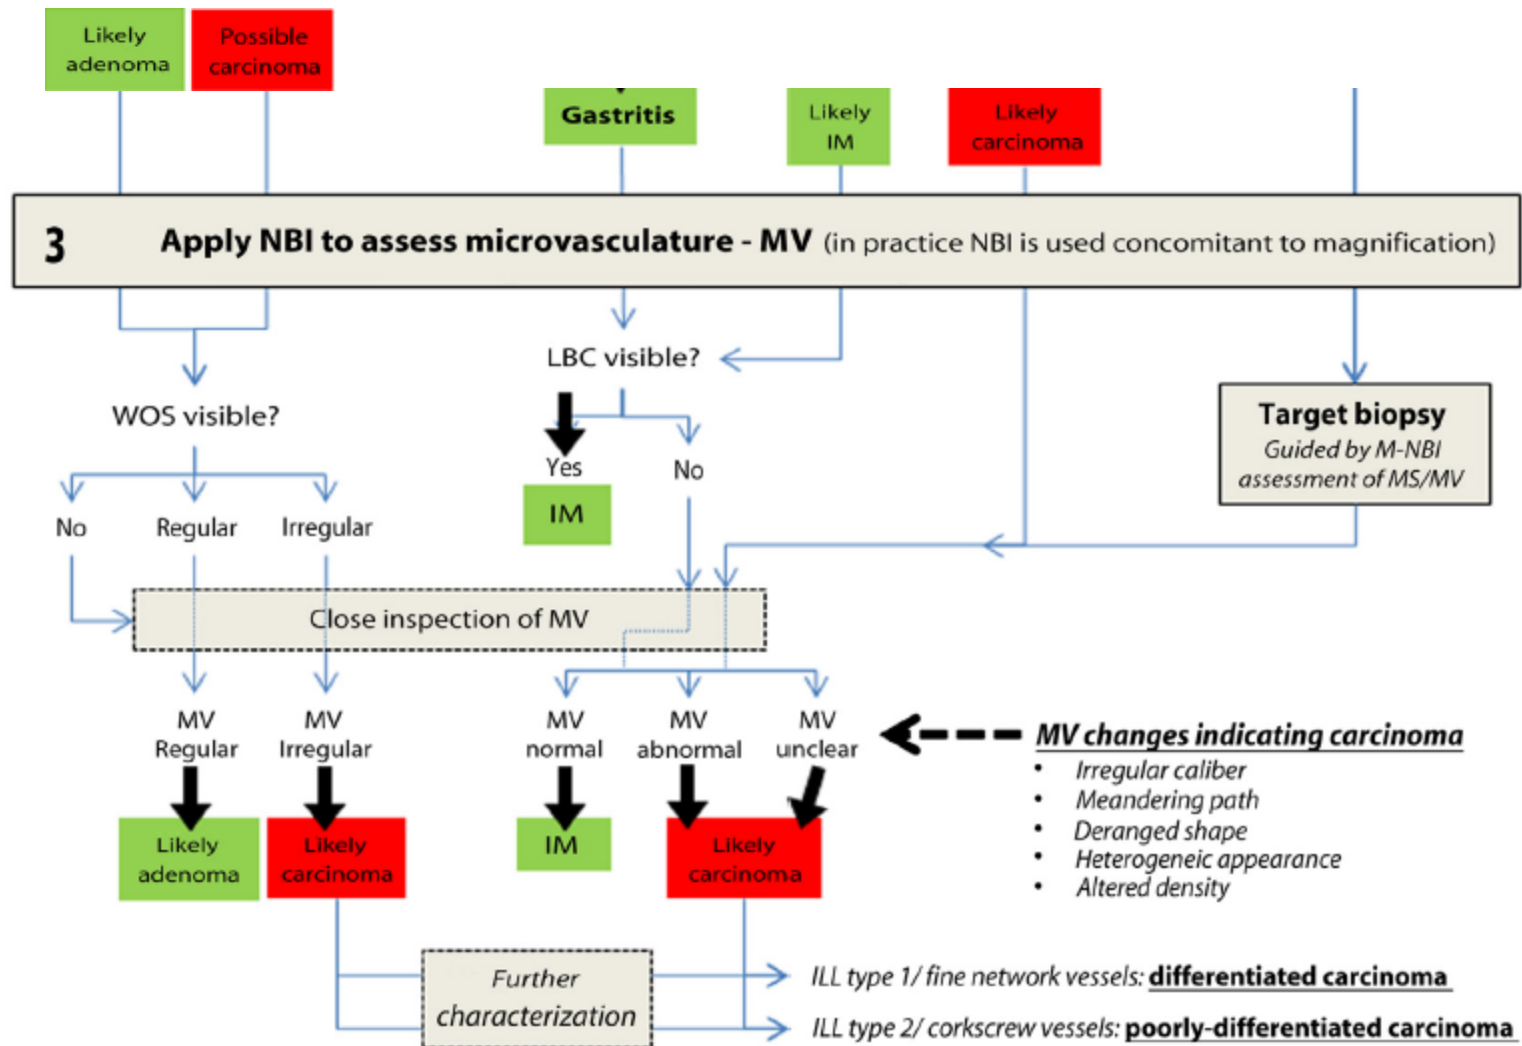 Likely
adenoma
Possible
carcinoma
Gastritis
Likely
IM
Likely
carcinoma
3 Apply NBI to assess microvasculature - MV (in practice NBI is used concomitant to magnification)
LBC visible?
WOS visible?
Target biopsy
Guided by M-NBI
assessment of MS/MV
Yes
No
IM
No
Regular
Irregular
Close inspection of MV
MV
Regular
MV
Irregular
MV
normal
MV
abnormal
MV
unclear
MV changes indicating carcinoma
• Irregular caliber
• Meandering path
• Deranged shape
• Heterogeneic appearance
• Altered density
Likely
adenoma
Likely
carcinoma
IM
Likely
carcinoma
Further
characterization
ILL type 1/ fine network vessels: differentiated carcinoma
ILL type 2/ corkscrew vessels: poorly-differentiated carcinoma